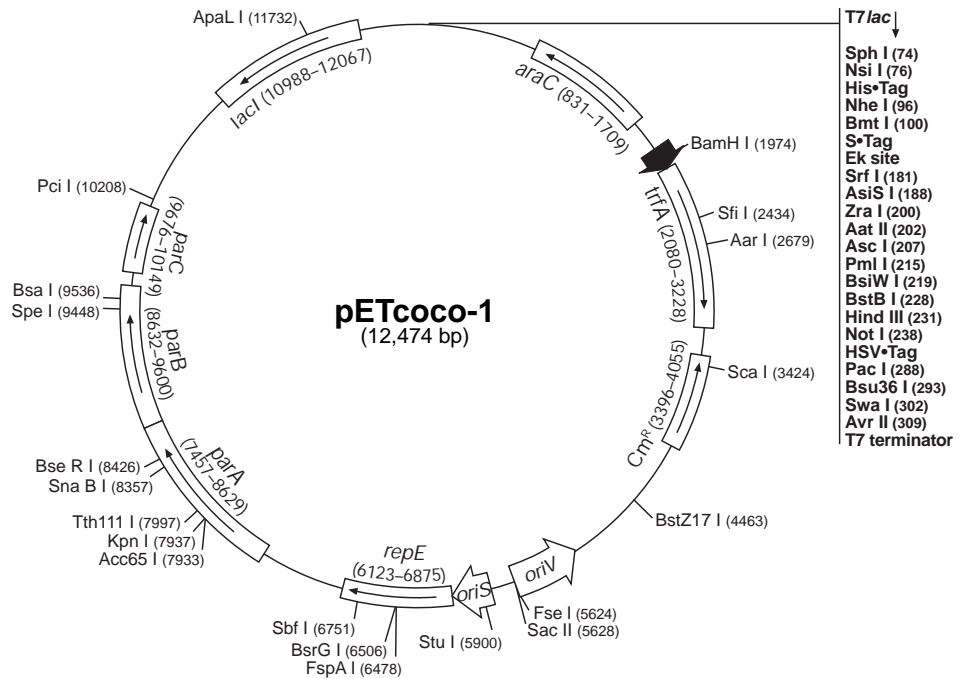 pETcoco-1
(12,474 bp)
ApaL I (11732)
lacI (10988–12067)
araC (831–1709)
BamH I (1974)
trfA (2080–3228)
Sfi I (2434)
Aar I (2679)
Sca I (3424)
CmR (3396–4055)
BstZ17 I (4463)
oriV
Fse I (5624)
Sac II (5628)
oriS
Stu I (5900)
repE
(6123–6875)
FspA I (6478)
BsrG I (6506)
Sbf I (6751)
parA
(7457–8629)
Acc65 I (7933)
Kpn I (7937)
Tth111 I (7997)
Sna B I (8357)
Bse R I (8426)
parB
(8632–9600)
Spe I (9448)
Bsa I (9536)
parC
(9676–10149)
Pci I (10208)
T7lac
Sph I (74)
Nsi I (76)
His•Tag
Nhe I (96)
Bmt I (100)
S•Tag
Ek site
Srf I (181)
AsiS I (188)
Zra I (200)
Aat II (202)
Asc I (207)
Pml I (215)
BsiW I (219)
BstB I (228)
Hind III (231)
Not I (238)
HSV•Tag
Pac I (288)
Bsu36 I (293)
Swa I (302)
Avr II (309)
T7 terminator